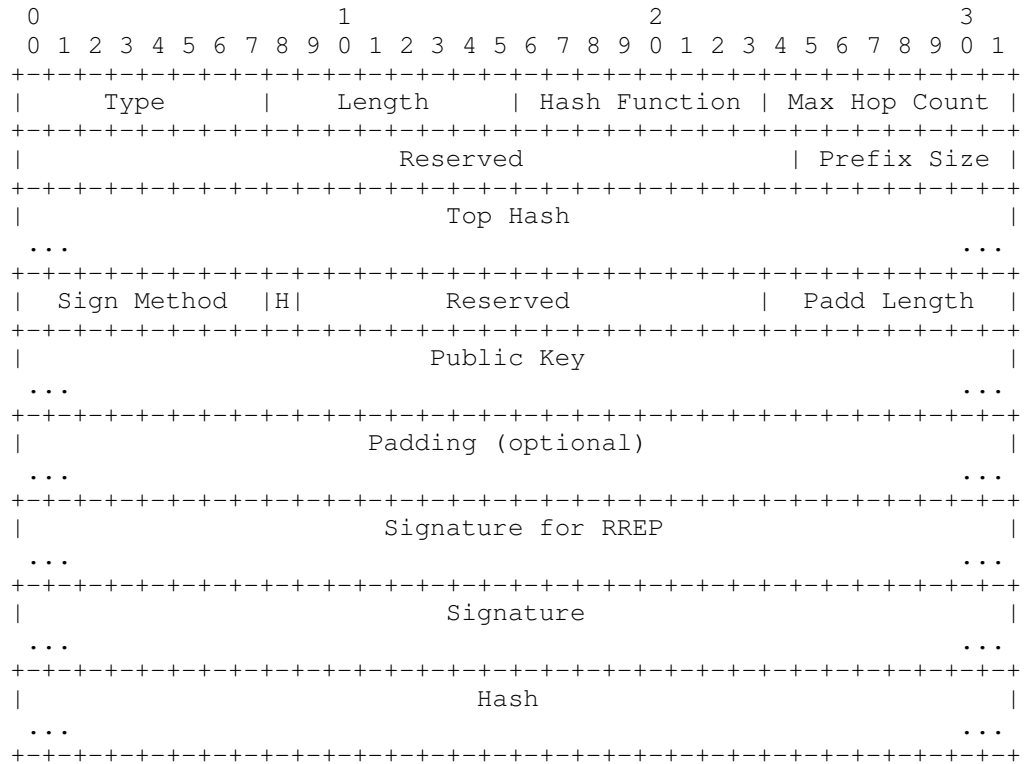 0 1 2 3
0 1 2 3 4 5 6 7 8 9 0 1 2 3 4 5 6 7 8 9 0 1 2 3 4 5 6 7 8 9 0 1
+-+-+-+-+-+-+-+-+-+-+-+-+-+-+-+-+-+-+-+-+-+-+-+-+-+-+-+-+-+-+-+-+
| Type | Length | Hash Function | Max Hop Count |
+-+-+-+-+-+-+-+-+-+-+-+-+-+-+-+-+-+-+-+-+-+-+-+-+-+-+-+-+-+-+-+-+
| Reserved | Prefix Size |
+-+-+-+-+-+-+-+-+-+-+-+-+-+-+-+-+-+-+-+-+-+-+-+-+-+-+-+-+-+-+-+-+
| Top Hash |
... ...
+-+-+-+-+-+-+-+-+-+-+-+-+-+-+-+-+-+-+-+-+-+-+-+-+-+-+-+-+-+-+-+-+
| Sign Method |H| Reserved | Padd Length |
+-+-+-+-+-+-+-+-+-+-+-+-+-+-+-+-+-+-+-+-+-+-+-+-+-+-+-+-+-+-+-+-+
| Public Key |
... ...
+-+-+-+-+-+-+-+-+-+-+-+-+-+-+-+-+-+-+-+-+-+-+-+-+-+-+-+-+-+-+-+-+
| Padding (optional) |
... ...
+-+-+-+-+-+-+-+-+-+-+-+-+-+-+-+-+-+-+-+-+-+-+-+-+-+-+-+-+-+-+-+-+
| Signature for RREP |
... ...
+-+-+-+-+-+-+-+-+-+-+-+-+-+-+-+-+-+-+-+-+-+-+-+-+-+-+-+-+-+-+-+-+
| Signature |
... ...
+-+-+-+-+-+-+-+-+-+-+-+-+-+-+-+-+-+-+-+-+-+-+-+-+-+-+-+-+-+-+-+-+
| Hash |
... ...
+-+-+-+-+-+-+-+-+-+-+-+-+-+-+-+-+-+-+-+-+-+-+-+-+-+-+-+-+-+-+-+-+